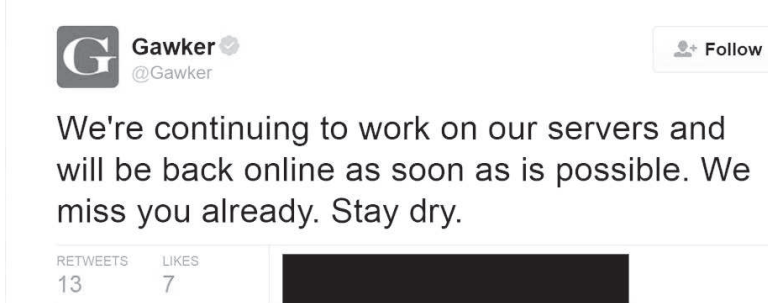 G
Gawker
@Gawker
Follow
We're continuing to work on our servers and
will be back online as soon as is possible. We
miss you already. Stay dry.
RETWEETS LIKES
13 7